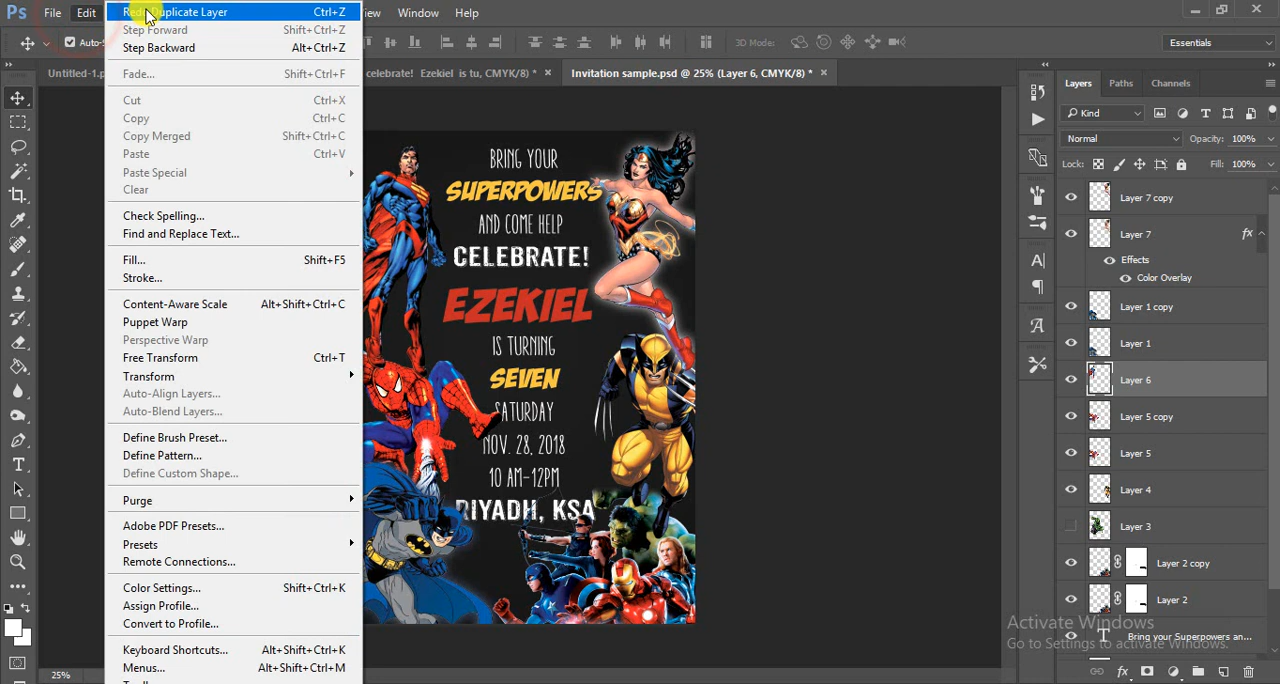 Ps File Edit View Window Help
Auto-S 3D Mode: Essentials
Untitled-1.p celebrate! Ezekiel is tu, CMYK/8) * × Invitation sample.psd @ 25% (Layer 6, CMYK/8) * ×
Redo Duplicate Layer Ctrl+Z
Step Forward Shift+Ctrl+Z
Step Backward Alt+Ctrl+Z
Fade... Shift+Ctrl+F
Cut Ctrl+X
Copy Ctrl+C
Copy Merged Shift+Ctrl+C
Paste Ctrl+V
Paste Special
Clear
Check Spelling...
Find and Replace Text...
Fill... Shift+F5
Stroke...
Content-Aware Scale Alt+Shift+Ctrl+C
Puppet Warp
Perspective Warp
Free Transform Ctrl+T
Transform
Auto-Align Layers...
Auto-Blend Layers...
Define Brush Preset...
Define Pattern...
Define Custom Shape...
Purge
Adobe PDF Presets...
Presets
Remote Connections...
Color Settings... Shift+Ctrl+K
Assign Profile...
Convert to Profile...
Keyboard Shortcuts... Alt+Shift+Ctrl+K
Menus... Alt+Shift+Ctrl+M
BRING YOUR
SUPERPOWERS
AND COME HELP
CELEBRATE!
EZEKIEL
IS TURNING
SEVEN
SATURDAY
NOV. 28, 2018
10 AM-12PM
RIYADH, KSA
Layers Paths Channels
Kind
Normal Opacity: 100%
Lock: Fill: 100%
Layer 7 copy
Layer 7 fx
Effects
Color Overlay
Layer 1 copy
Layer 1
Layer 6
Layer 5 copy
Layer 5
Layer 4
Layer 3
Layer 2 copy
Layer 2
Bring your Superpowers an...
Activate Windows
Go to Settings to activate Windows.
25%